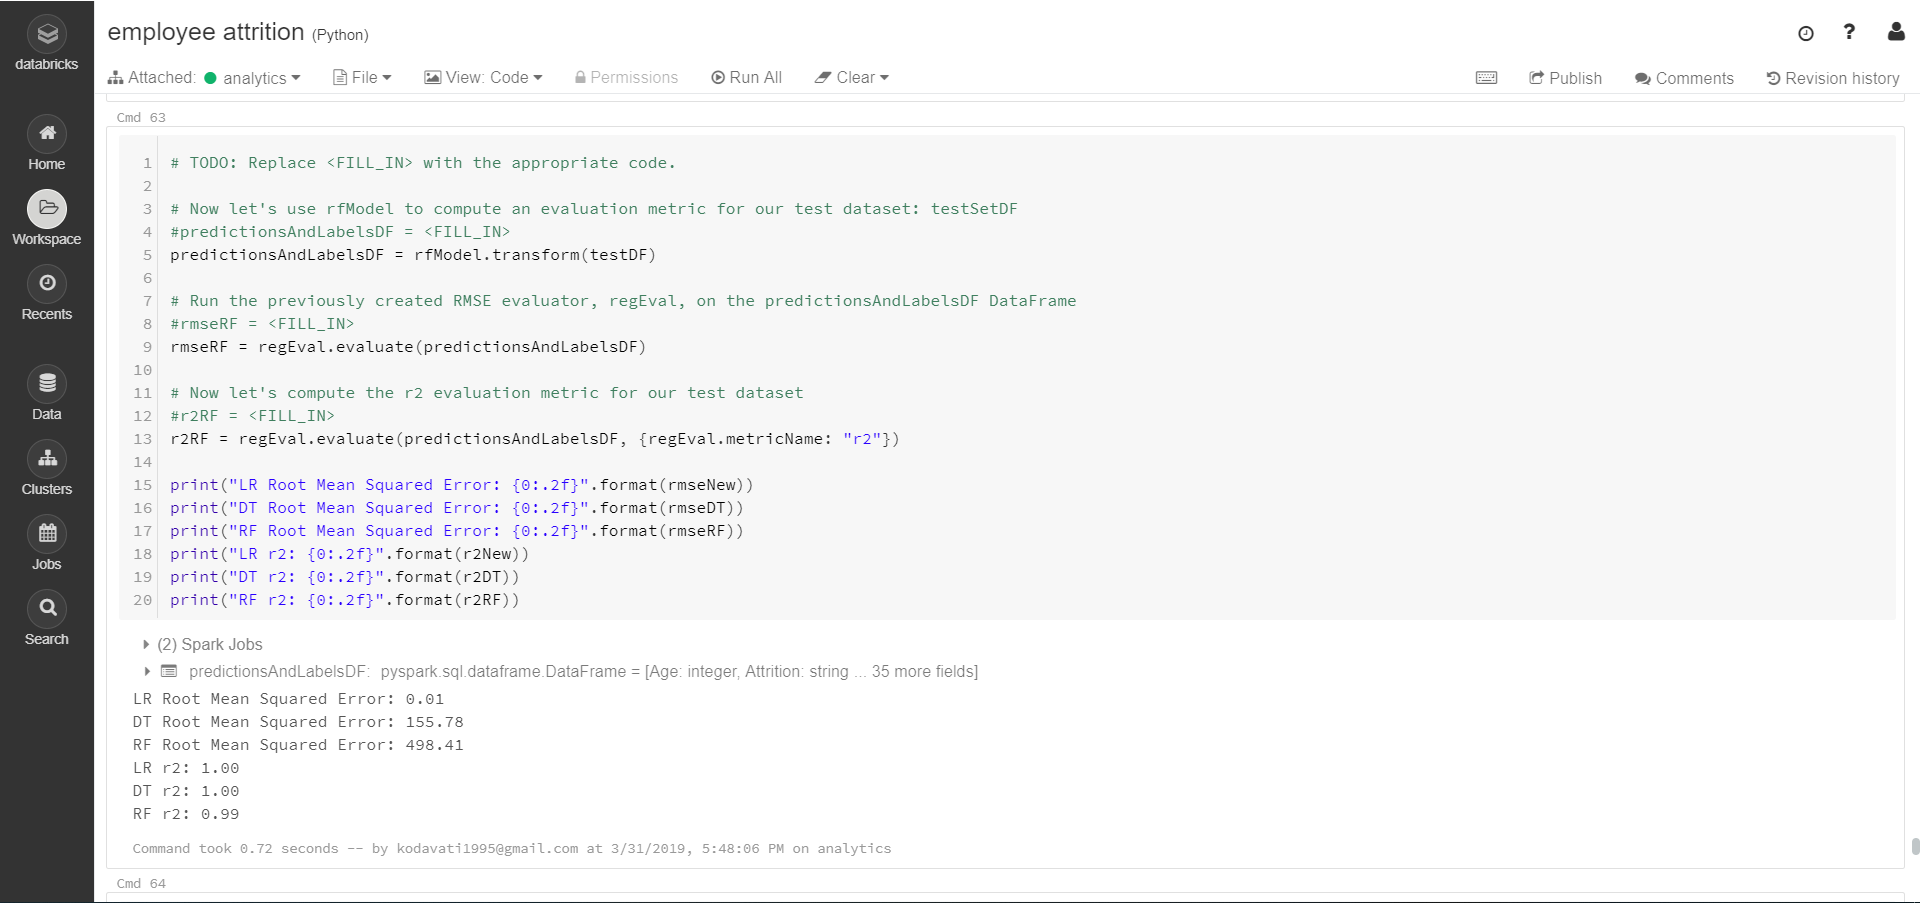 databricks
Home
Workspace
Recents
Data
Clusters
Jobs
Search
employee attrition (Python)
?
Attached: analytics File View: Code Permissions Run All Clear Publish Comments Revision history
Cmd 63
1 # TODO: Replace <FILL_IN> with the appropriate code.
2
3 # Now let's use rfModel to compute an evaluation metric for our test dataset: testSetDF
4 #predictionsAndLabelsDF = <FILL_IN>
5 predictionsAndLabelsDF = rfModel.transform(testDF)
6
7 # Run the previously created RMSE evaluator, regEval, on the predictionsAndLabelsDF DataFrame
8 #rmseRF = <FILL_IN>
9 rmseRF = regEval.evaluate(predictionsAndLabelsDF)
10
11 # Now let's compute the r2 evaluation metric for our test dataset
12 #r2RF = <FILL_IN>
13 r2RF = regEval.evaluate(predictionsAndLabelsDF, {regEval.metricName: "r2"})
14
15 print("LR Root Mean Squared Error: {0:.2f}".format(rmseNew))
16 print("DT Root Mean Squared Error: {0:.2f}".format(rmseDT))
17 print("RF Root Mean Squared Error: {0:.2f}".format(rmseRF))
18 print("LR r2: {0:.2f}".format(r2New))
19 print("DT r2: {0:.2f}".format(r2DT))
20 print("RF r2: {0:.2f}".format(r2RF))
(2) Spark Jobs
predictionsAndLabelsDF: pyspark.sql.dataframe.DataFrame = [Age: integer, Attrition: string ... 35 more fields]
LR Root Mean Squared Error: 0.01
DT Root Mean Squared Error: 155.78
RF Root Mean Squared Error: 498.41
LR r2: 1.00
DT r2: 1.00
RF r2: 0.99
Command took 0.72 seconds -- by kodavati1995@gmail.com at 3/31/2019, 5:48:06 PM on analytics
Cmd 64